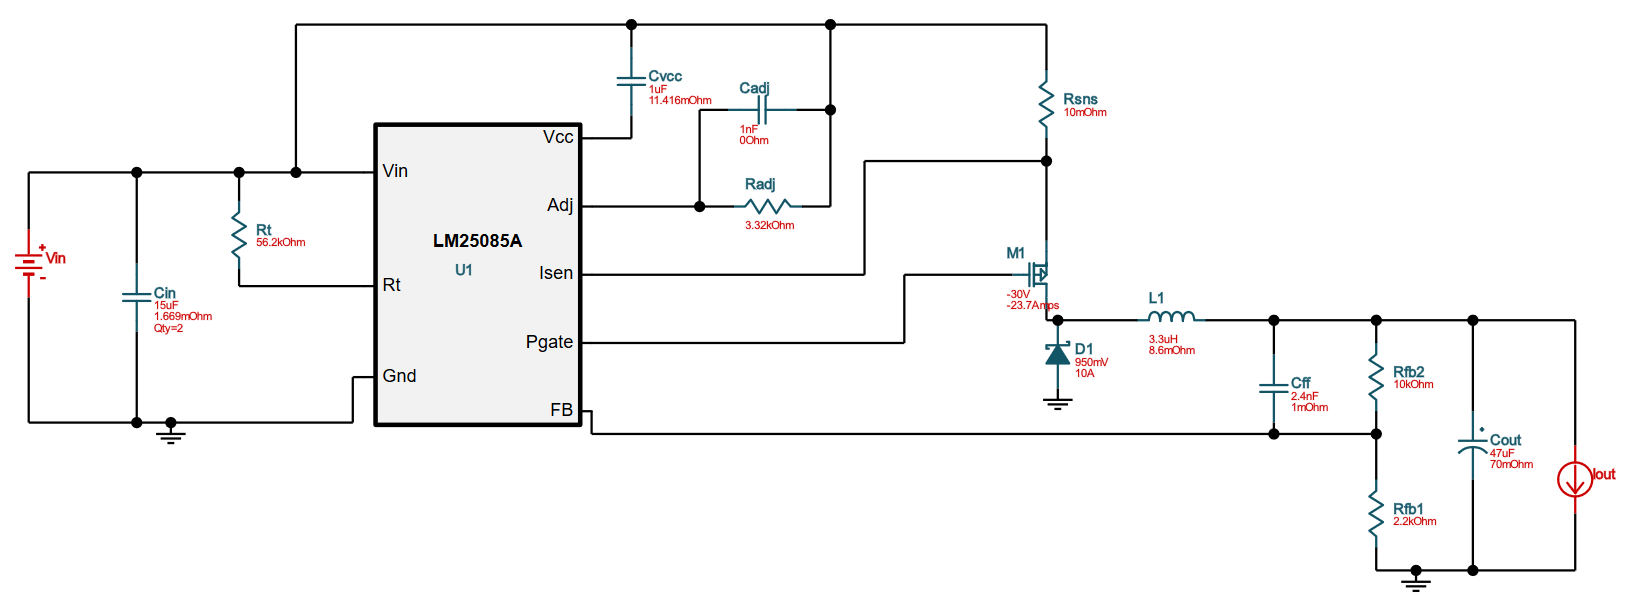 Cvcc
1uF
11.416mOhm
Cadj
1nF
0Ohm
Rsns
10mOhm
Vcc
Vin
Radj
3.32kOhm
Adj
Rt
56.2kOhm
LM25085A
U1
M1
-30V
-23.7Amps
Vin
+
-
Isen
Rt
Cin
15uF
1.669mOhm
Qty=2
L1
3.3uH
8.6mOhm
Pgate
D1
950mV
10A
Gnd
Cff
2.4nF
1mOhm
Rfb2
10kOhm
FB
Cout
47uF
70mOhm
Iout
Rfb1
2.2kOhm